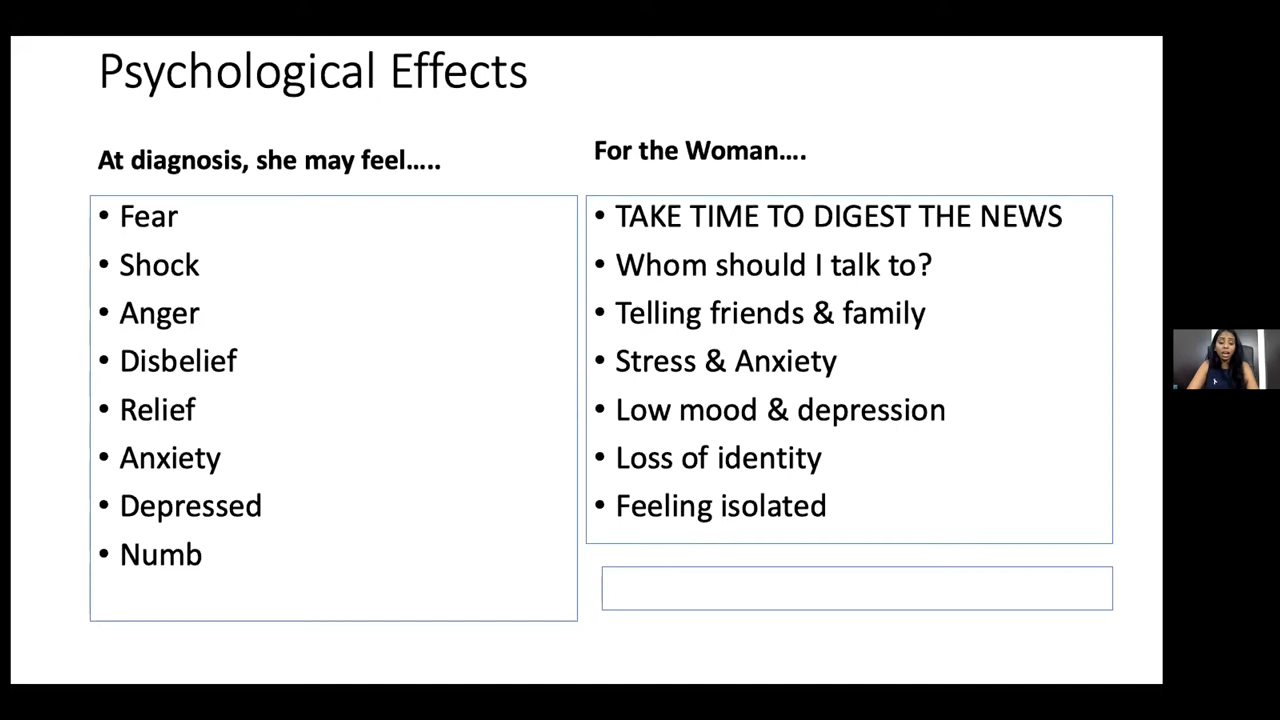 Psychological Effects
At diagnosis, she may feel…..
• Fear
• Shock
• Anger
• Disbelief
• Relief
• Anxiety
• Depressed
• Numb
For the Woman….
• TAKE TIME TO DIGEST THE NEWS
• Whom should I talk to?
• Telling friends & family
• Stress & Anxiety
• Low mood & depression
• Loss of identity
• Feeling isolated